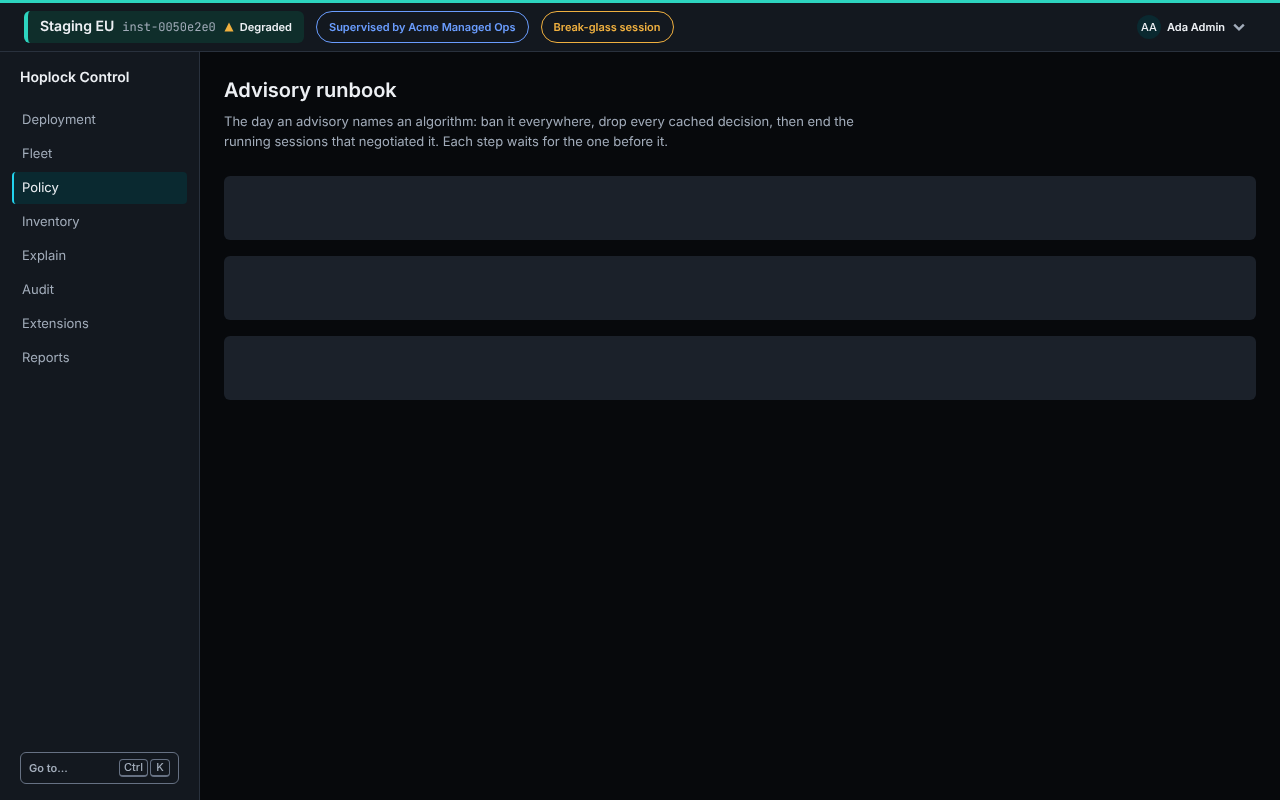 Staging EU inst-0050e2e0 Degraded Supervised by Acme Managed Ops Break-glass session AA Ada Admin
Hoplock Control
Deployment
Fleet
Policy
Inventory
Explain
Audit
Extensions
Reports
Go to... Ctrl K
Advisory runbook
The day an advisory names an algorithm: ban it everywhere, drop every cached decision, then end the
running sessions that negotiated it. Each step waits for the one before it.